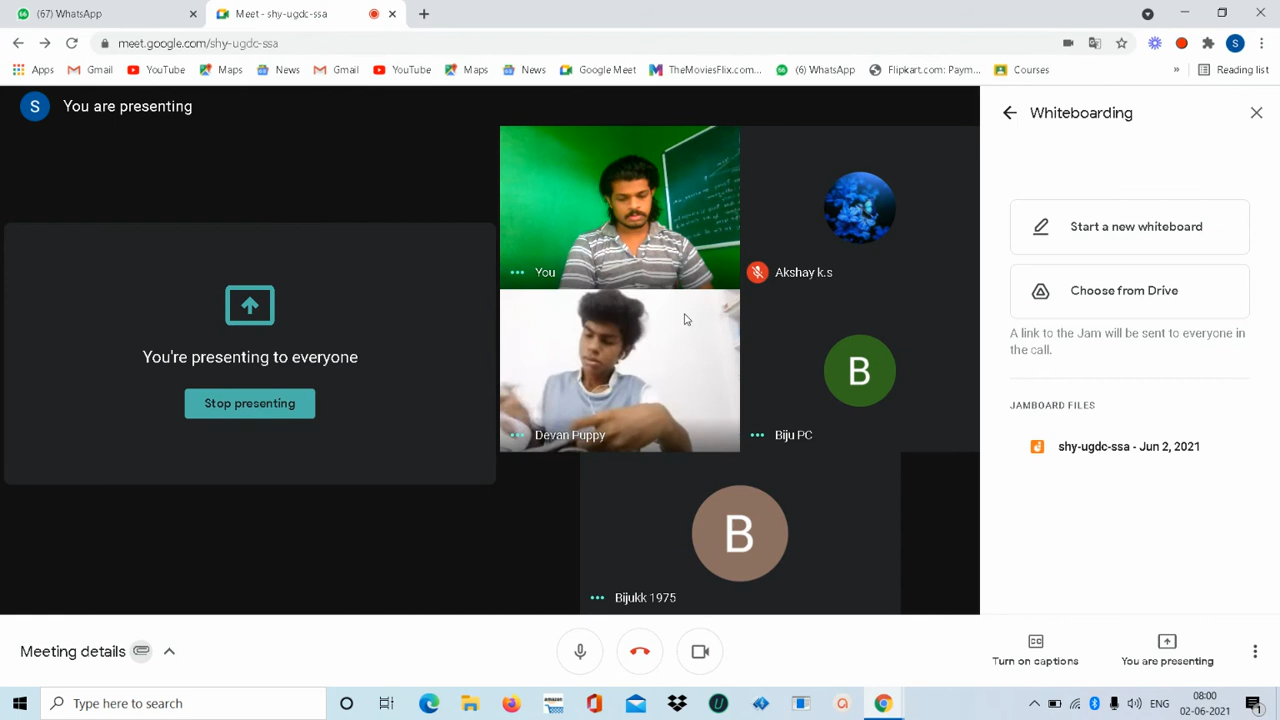 (67) WhatsApp
Meet - shy-ugdc-ssa
meet.google.com/shy-ugdc-ssa
S
Apps
Gmail
YouTube
Maps
News
Gmail
YouTube
Maps
News
Google Meet
TheMoviesFlix.com...
(6) WhatsApp
Flipkart.com: Paym...
Courses
»
Reading list
S
You are presenting
Whiteboarding
You're presenting to everyone
Stop presenting
You
Akshay k.s
Devan Puppy
B
Biju PC
B
Bijukk 1975
Start a new whiteboard
Choose from Drive
A link to the Jam will be sent to everyone in
the call.
JAMBOARD FILES
shy-ugdc-ssa - Jun 2, 2021
Meeting details
CC
Turn on captions
You are presenting
Type here to search
ENG
08:00
02-06-2021